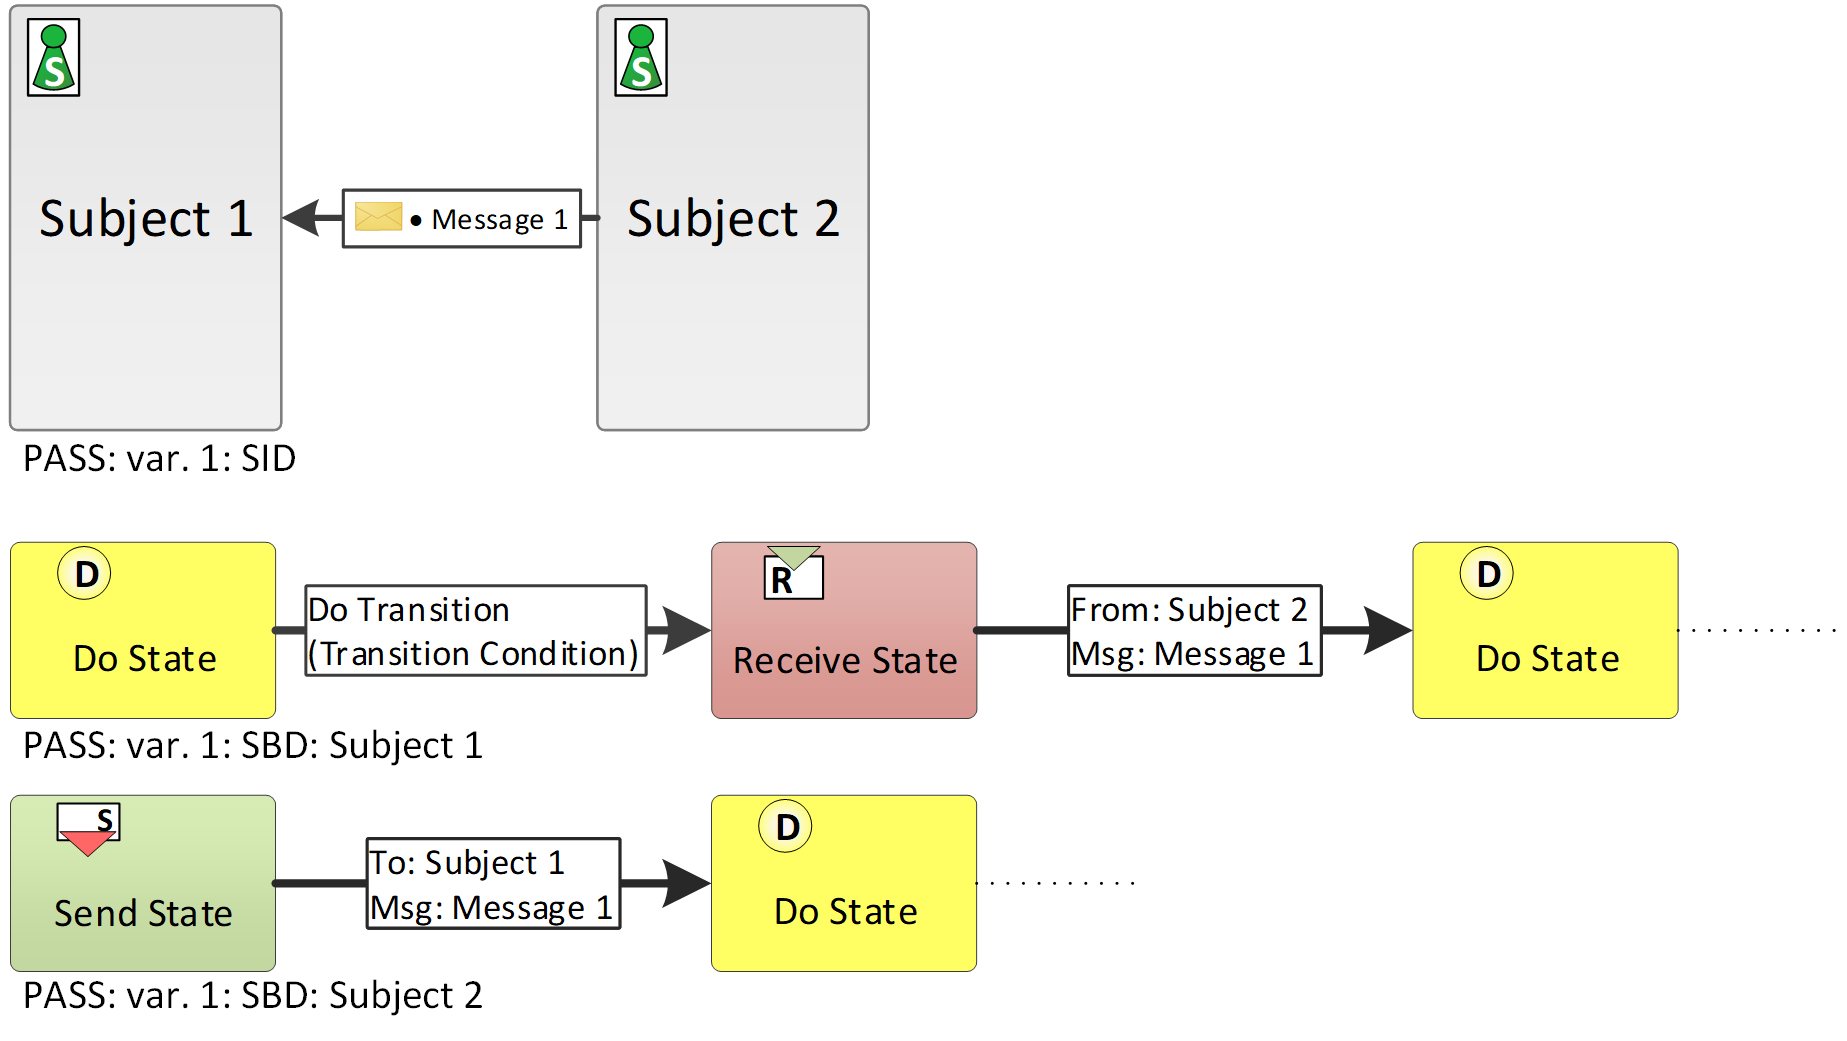 S
S
Subject 1
• Message 1
Subject 2
PASS: var. 1: SID
D
Do State
Do Transition
(Transition Condition)
R
Receive State
From: Subject 2
Msg: Message 1
D
Do State
PASS: var. 1: SBD: Subject 1
S
Send State
To: Subject 1
Msg: Message 1
D
Do State
PASS: var. 1: SBD: Subject 2